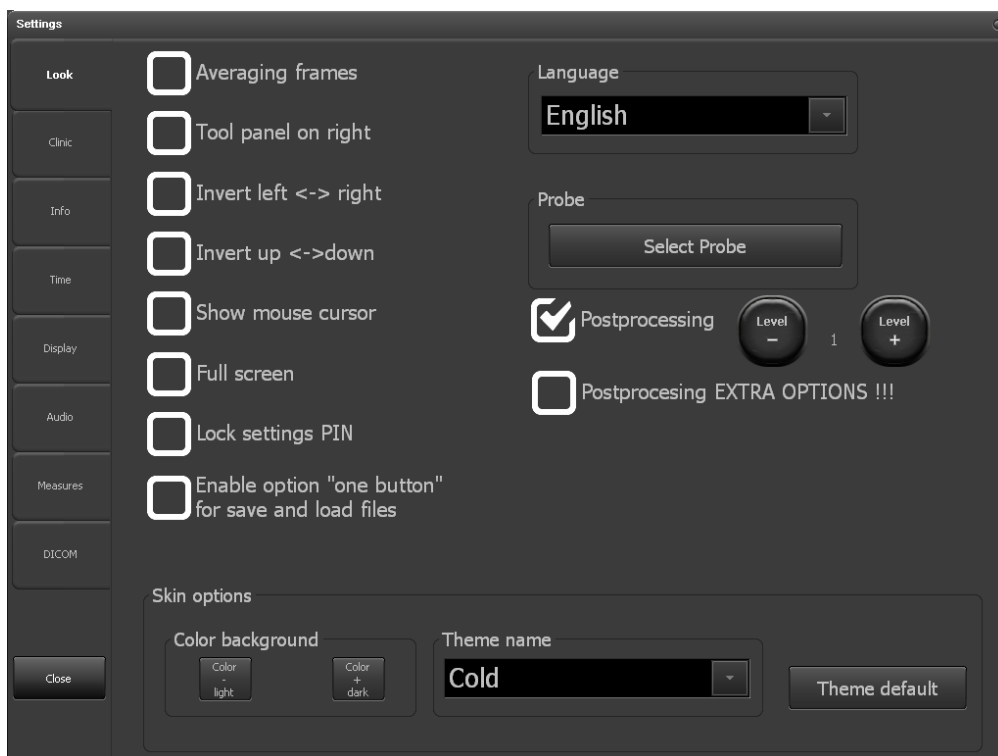 Settings
Look
Clinic
Info
Time
Display
Audio
Measures
DICOM
Close
Averaging frames
Tool panel on right
Invert left <-> right
Invert up <->down
Show mouse cursor
Full screen
Lock settings PIN
Enable option "one button"
for save and load files
Language
English
Probe
Select Probe
Postprocessing
Level
-
1
Level
+
Postprocesing EXTRA OPTIONS !!!
Skin options
Color background
Color
-
light
Color
+
dark
Theme name
Cold
Theme default